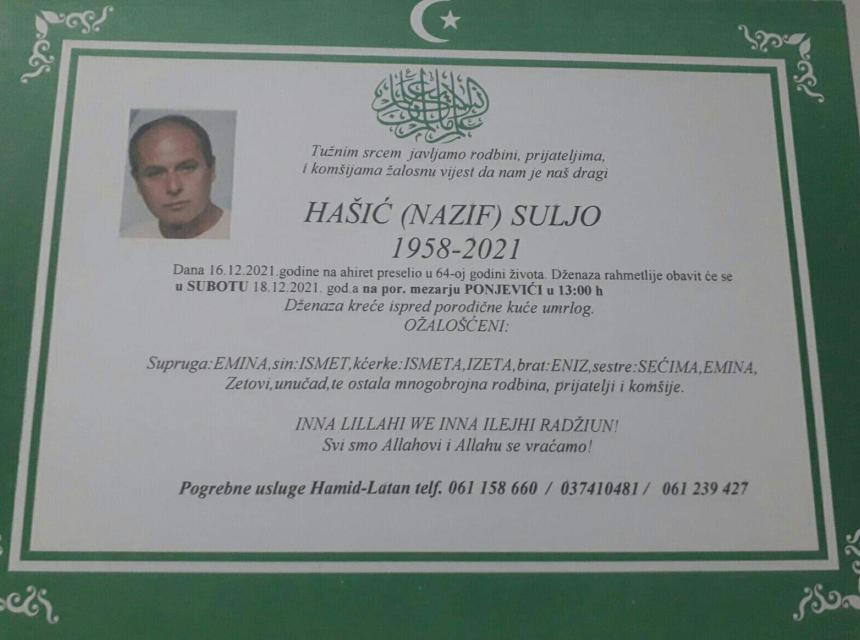 Tužnim srcem javljamo rodbini, prijateljima,
i komšijama žalosnu vijest da nam je naš dragi
HAŠIĆ (NAZIF) SULJO
1958-2021
Dana 16.12.2021.godine na ahiret preselio u 64-oj godini života. Dženaza rahmetlije obavit će se
u SUBOTU 18.12.2021. god.a na por. mezarju PONJEVIĆI u 13:00 h
Dženaza kreće ispred porodične kuće umrlog.
OŽALOŠĆENI:
Supruga:EMINA,sin:ISMET,kćerke:ISMETA,IZETA,brat:ENIZ,sestre:SEĆIMA,EMINA,
Zetovi,unučad,te ostala mnogobrojna rodbina, prijatelji i komšije.
INNA LILLAHI WE INNA ILEJHI RADŽIUN!
Svi smo Allahovi i Allahu se vraćamo!
Pogrebne usluge Hamid-Latan telf. 061 158 660 / 037410481 / 061 239 427